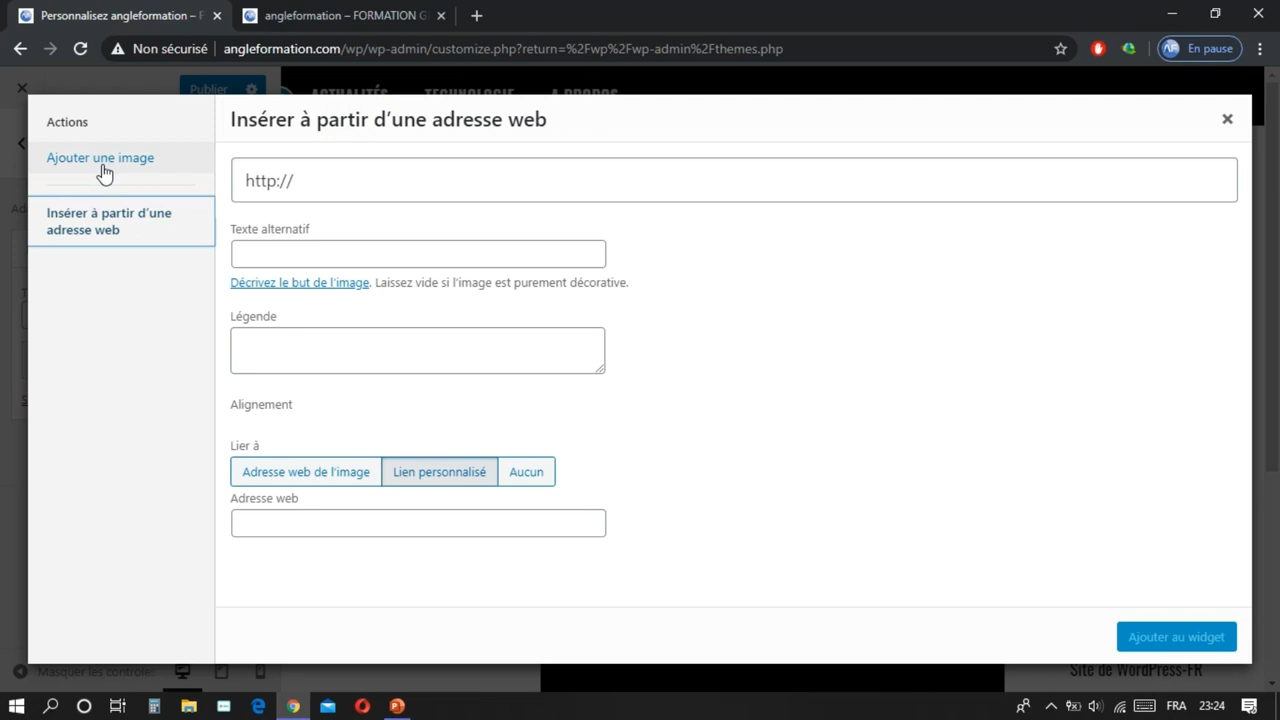 Personnalisez angleformation – F
angleformation – FORMATION G
Non sécurisé
angleformation.com/wp/wp-admin/customize.php?return=%2Fwp%2Fwp-admin%2Fthemes.php
En pause
Publier
ACTUALITÉS TECHNOLOGIE A PROPOS
Actions
Ajouter une image
Insérer à partir d’une
adresse web
Insérer à partir d’une adresse web
http://
Texte alternatif
Décrivez le but de l’image. Laissez vide si l’image est purement décorative.
Légende
Alignement
Lier à
Adresse web de l’image
Lien personnalisé
Aucun
Adresse web
Ajouter au widget
Masquer les contrôle
Site de WordPress-FR
FRA
23:24